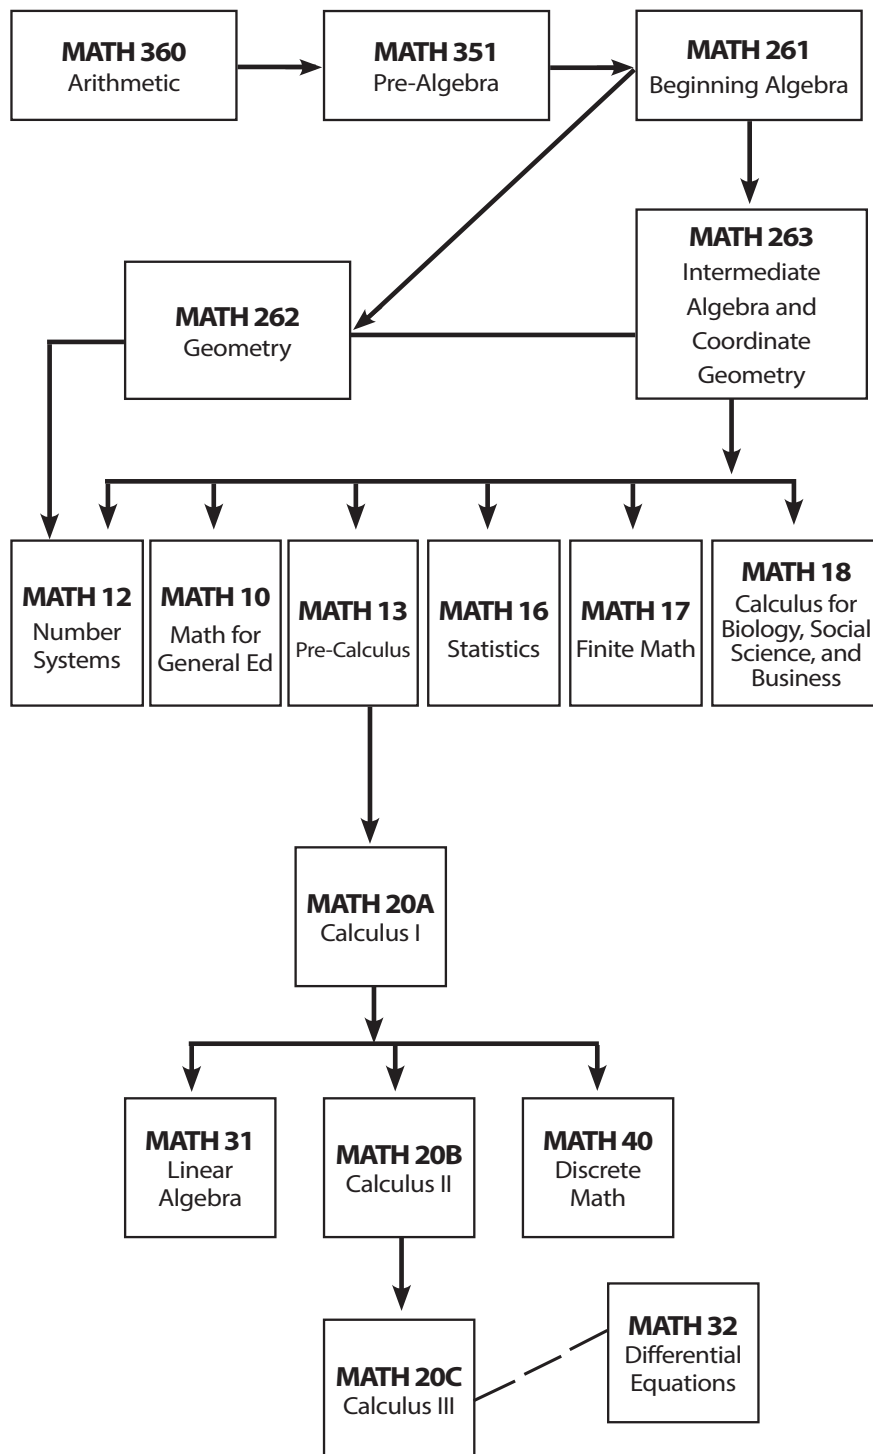 MATH 360
Arithmetic
MATH 351
Pre-Algebra
MATH 261
Beginning Algebra
MATH 263
Intermediate
Algebra and
Coordinate
Geometry
MATH 262
Geometry
MATH 12
Number
Systems
MATH 10
Math for
General Ed
MATH 13
Pre-Calculus
MATH 16
Statistics
MATH 17
Finite Math
MATH 18
Calculus for
Biology, Social
Science, and
Business
MATH 20A
Calculus I
MATH 31
Linear
Algebra
MATH 20B
Calculus II
MATH 40
Discrete
Math
MATH 20C
Calculus III
MATH 32
Differential
Equations